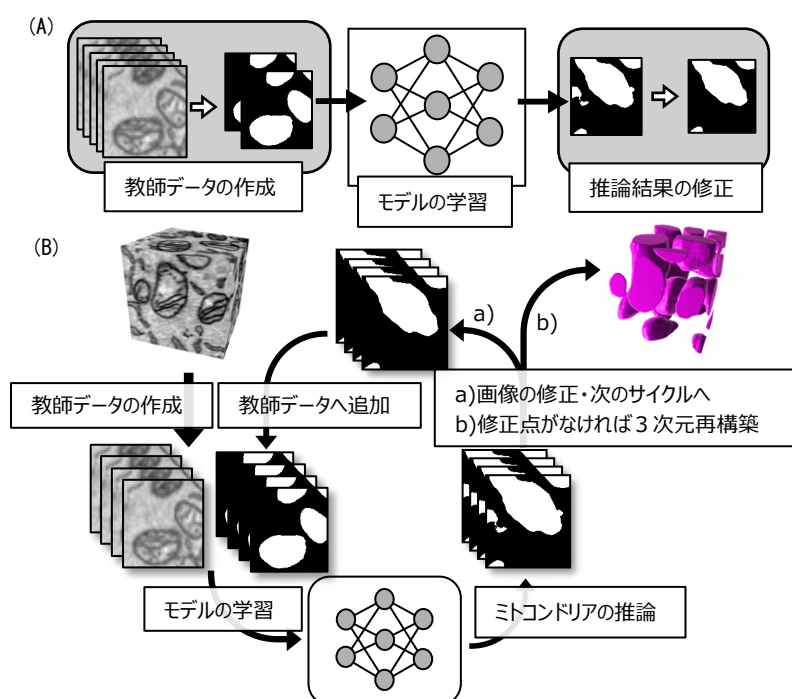 (A)
教師データの作成
モデルの学習
推論結果の修正
(B)
a)
b)
教師データの作成
教師データへ追加
a)画像の修正・次のサイクルへ
b)修正点がなければ３次元再構築
モデルの学習
ミトコンドリアの推論